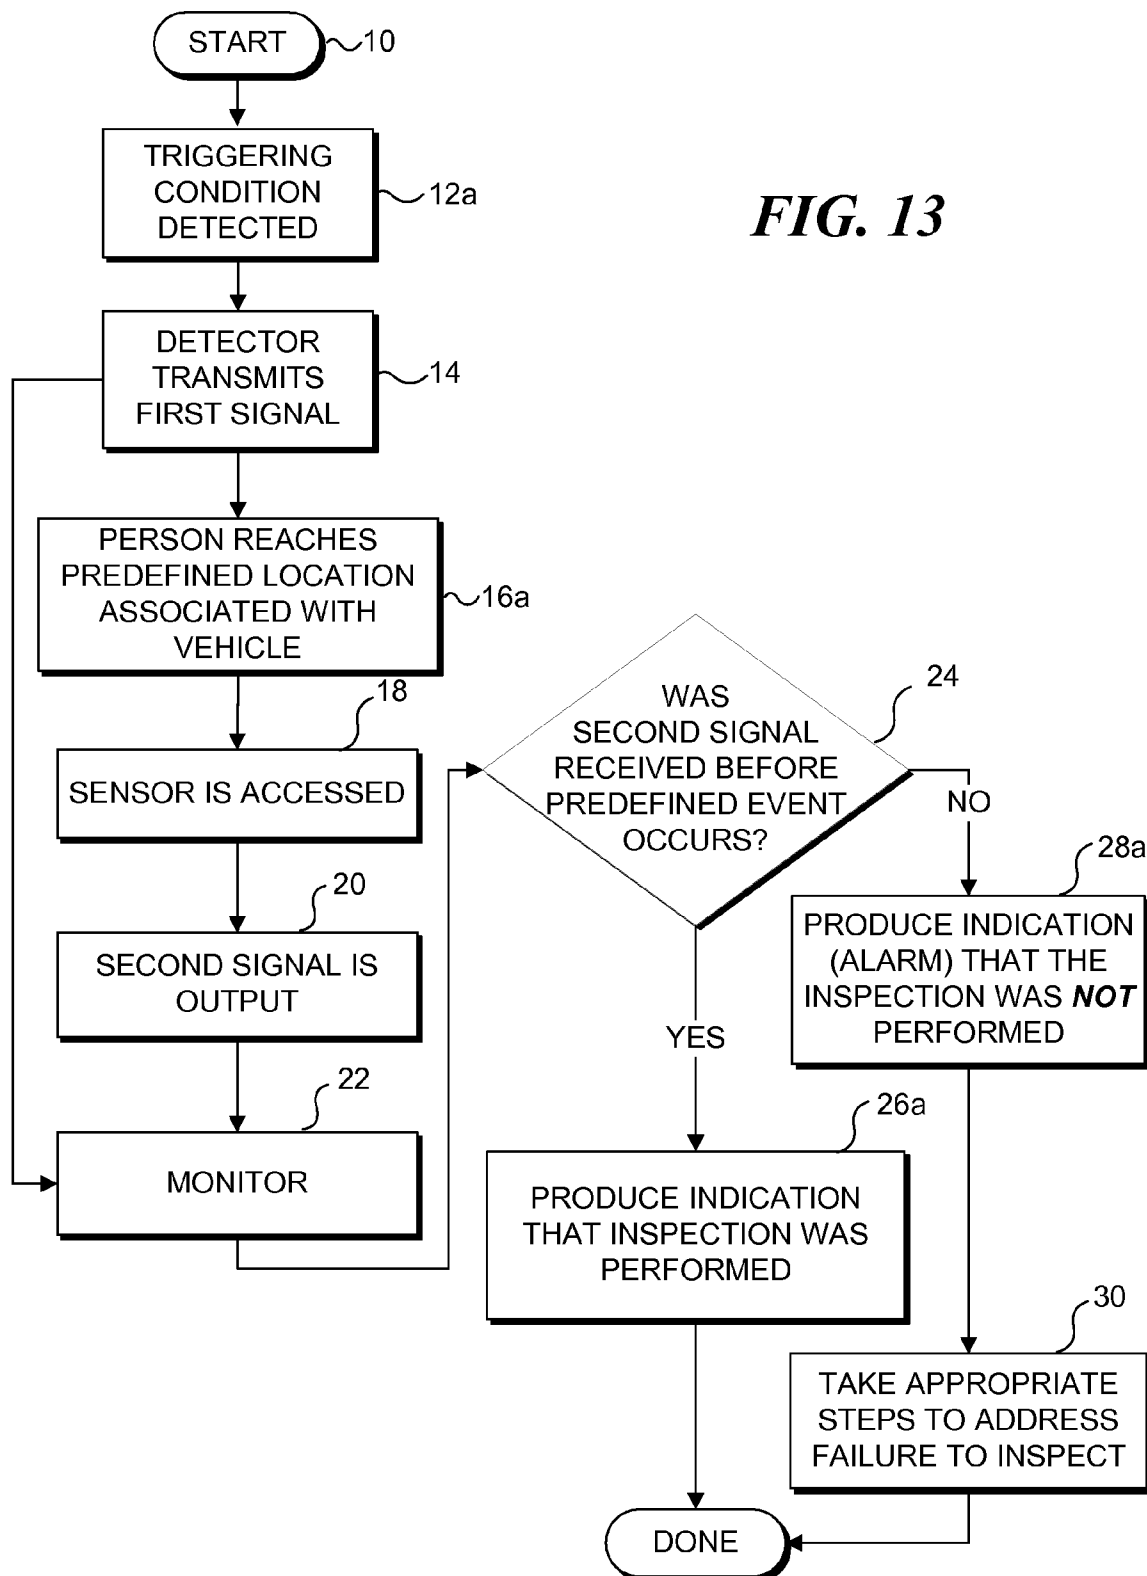 START
10
TRIGGERING
CONDITION
DETECTED
12a
FIG. 13
DETECTOR
TRANSMITS
FIRST SIGNAL
14
PERSON REACHES
PREDEFINED LOCATION
ASSOCIATED WITH
VEHICLE
16a
18
SENSOR IS ACCESSED
20
SECOND SIGNAL IS
OUTPUT
22
MONITOR
24
WAS
SECOND SIGNAL
RECEIVED BEFORE
PREDEFINED EVENT
OCCURS?
NO
28a
PRODUCE INDICATION
(ALARM) THAT THE
INSPECTION WAS NOT
PERFORMED
YES
26a
PRODUCE INDICATION
THAT INSPECTION WAS
PERFORMED
30
TAKE APPROPRIATE
STEPS TO ADDRESS
FAILURE TO INSPECT
DONE